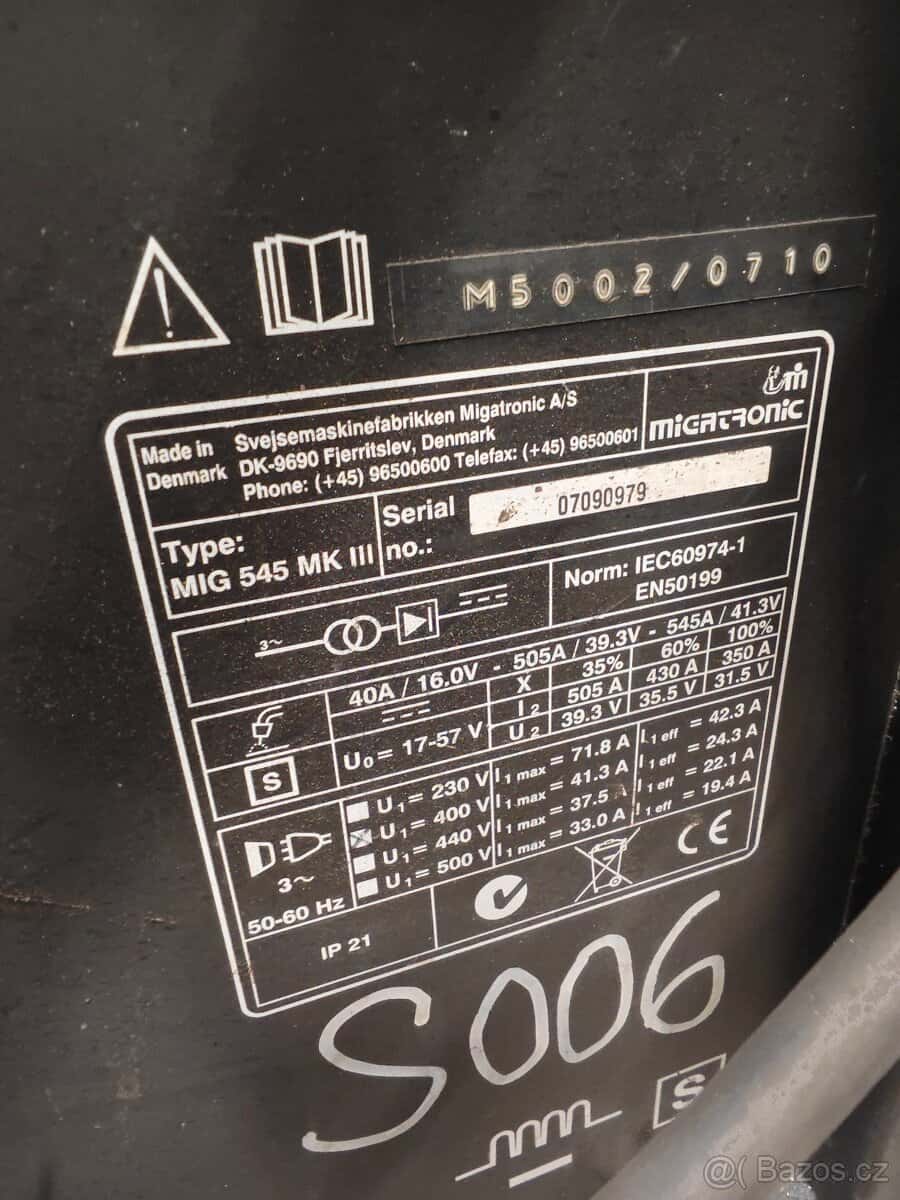 M5002/0710
Made in Denmark
Svejsemaskinefabrikken Migatronic A/S
DK-9690 Fjerritslev, Denmark
Phone: (+45) 96500600 Telefax: (+45) 96500601
MIGATRONIC
Type:
MIG 545 MK III
Serial no.:
07090979
3~
Norm: IEC60974-1
EN50199
40A / 16.0V - 505A / 39.3V - 545A / 41.3V
X 35% 60% 100%
I2 505 A 430 A 350 A
U2 39.3 V 35.5 V 31.5 V
S
U0= 17-57 V
U1= 230 V I1 max = 71.8 A I1 eff = 42.3 A
U1= 400 V I1 max = 41.3 A I1 eff = 24.3 A
U1= 440 V I1 max = 37.5 A I1 eff = 22.1 A
U1= 500 V I1 max = 33.0 A I1 eff = 19.4 A
3~
50-60 Hz
IP 21
CE
S006
S
@( Bazos.cz